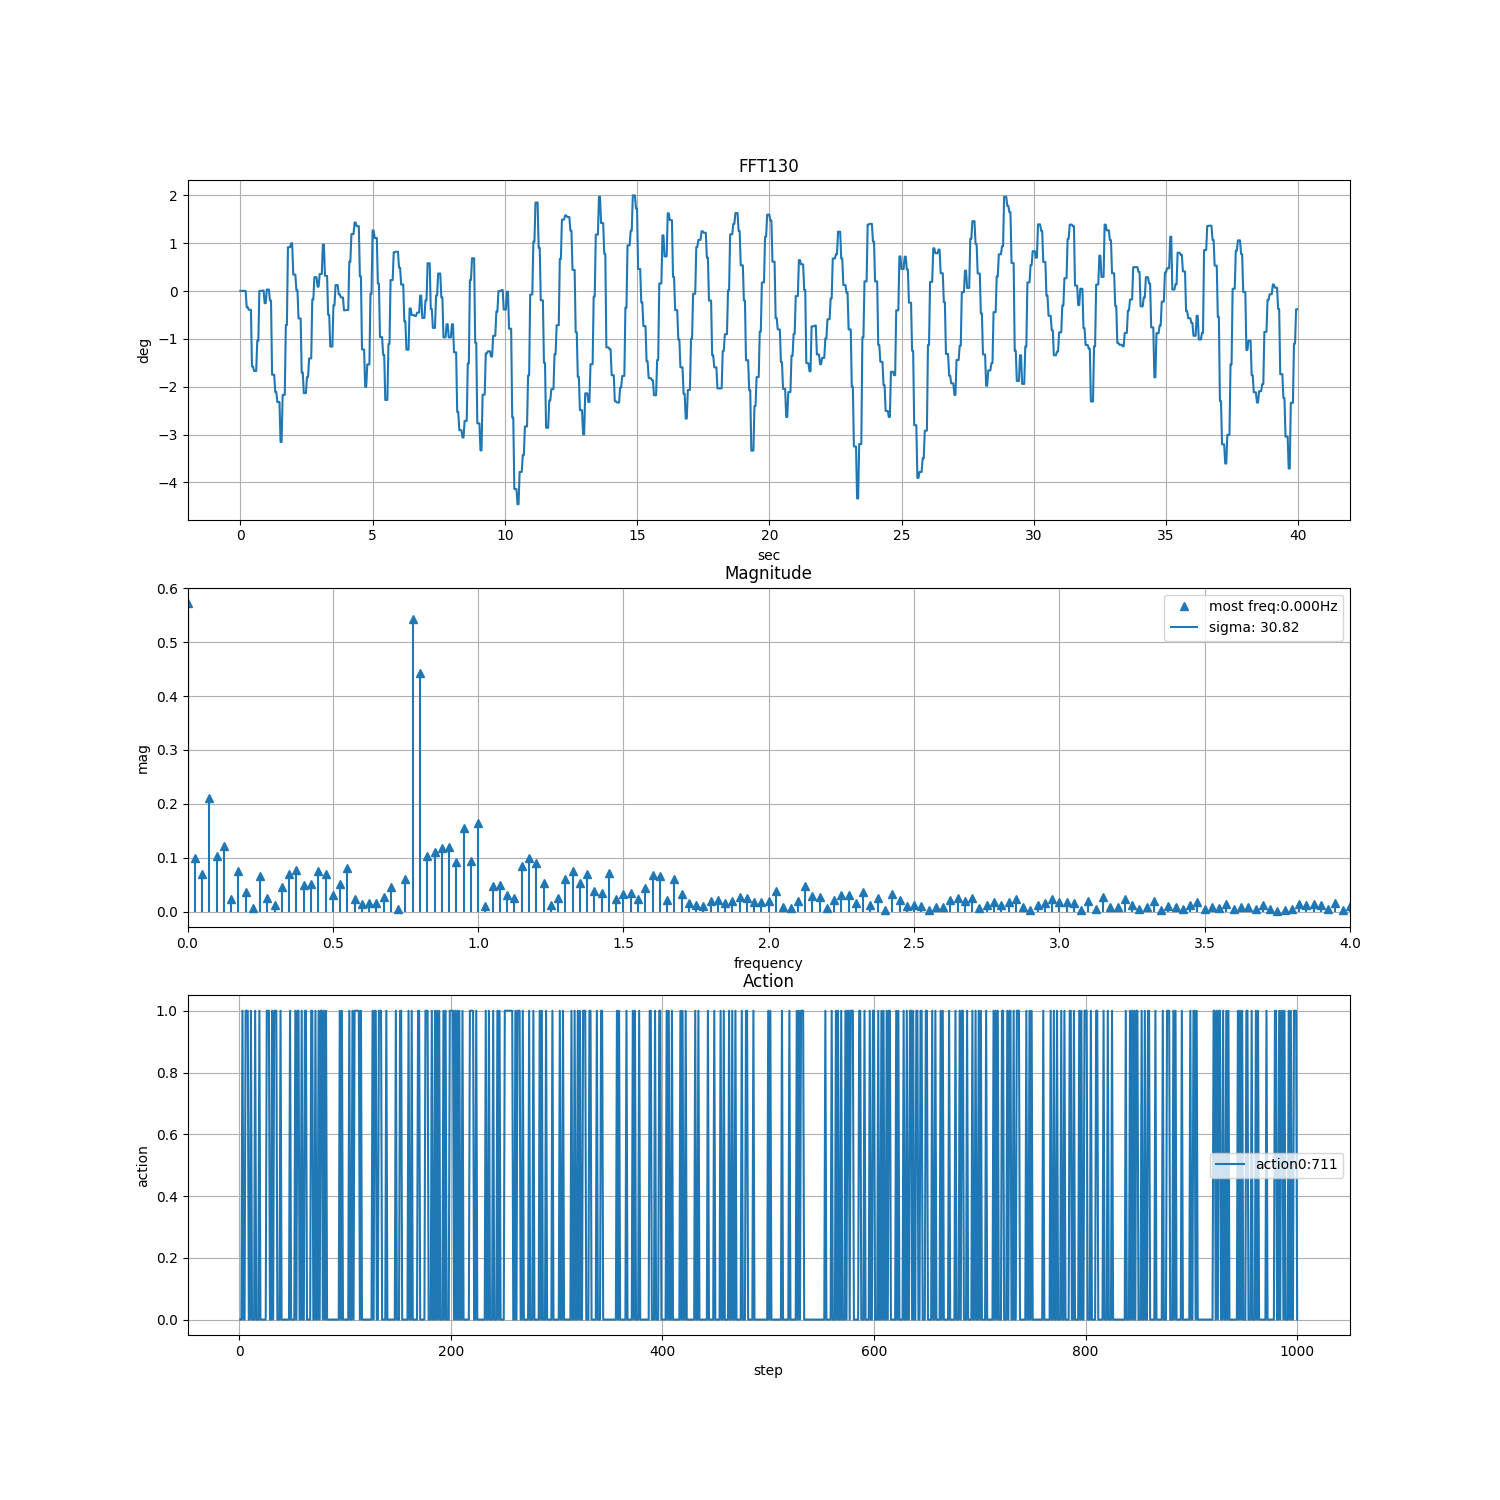 FFT130
2
1
0
−1
−2
−3
−4
deg
0 5 10 15 20 25 30 35 40
sec
Magnitude
0.6
0.5
0.4
0.3
0.2
0.1
0.0
mag
most freq:0.000Hz
sigma: 30.82
0.0 0.5 1.0 1.5 2.0 2.5 3.0 3.5 4.0
frequency
Action
1.0
0.8
0.6
0.4
0.2
0.0
action
action0:711
0 200 400 600 800 1000
step